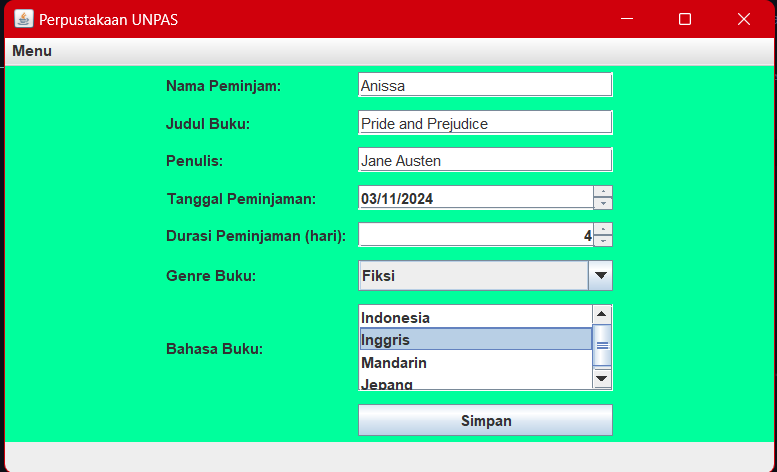 Perpustakaan UNPAS
Menu
Nama Peminjam: Anissa
Judul Buku: Pride and Prejudice
Penulis: Jane Austen
Tanggal Peminjaman: 03/11/2024
Durasi Peminjaman (hari): 4
Genre Buku: Fiksi
Bahasa Buku:
Indonesia
Inggris
Mandarin
Jepang
Simpan